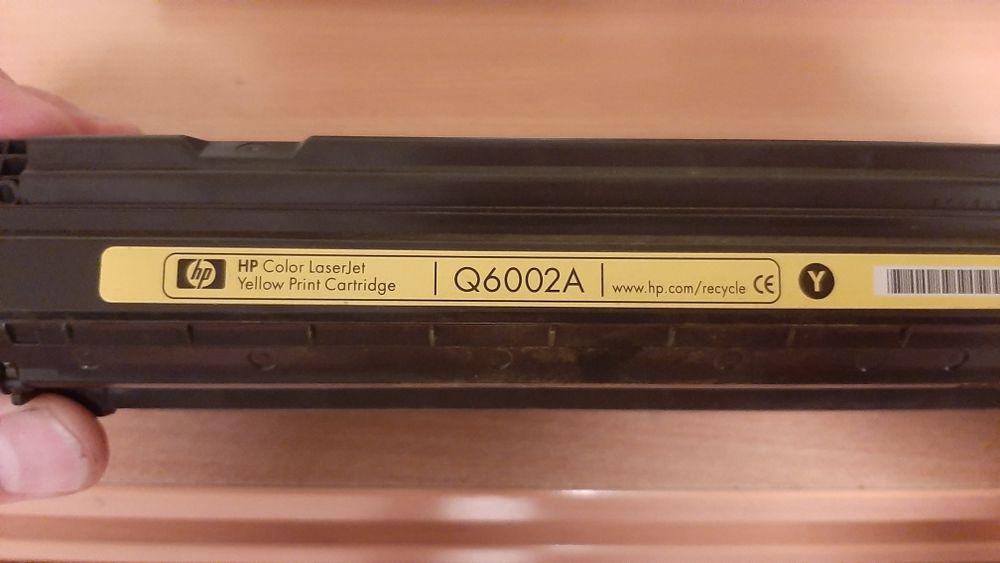 hp HP Color LaserJet
Yellow Print Cartridge
Q6002A
www.hp.com/recycle CE
Y